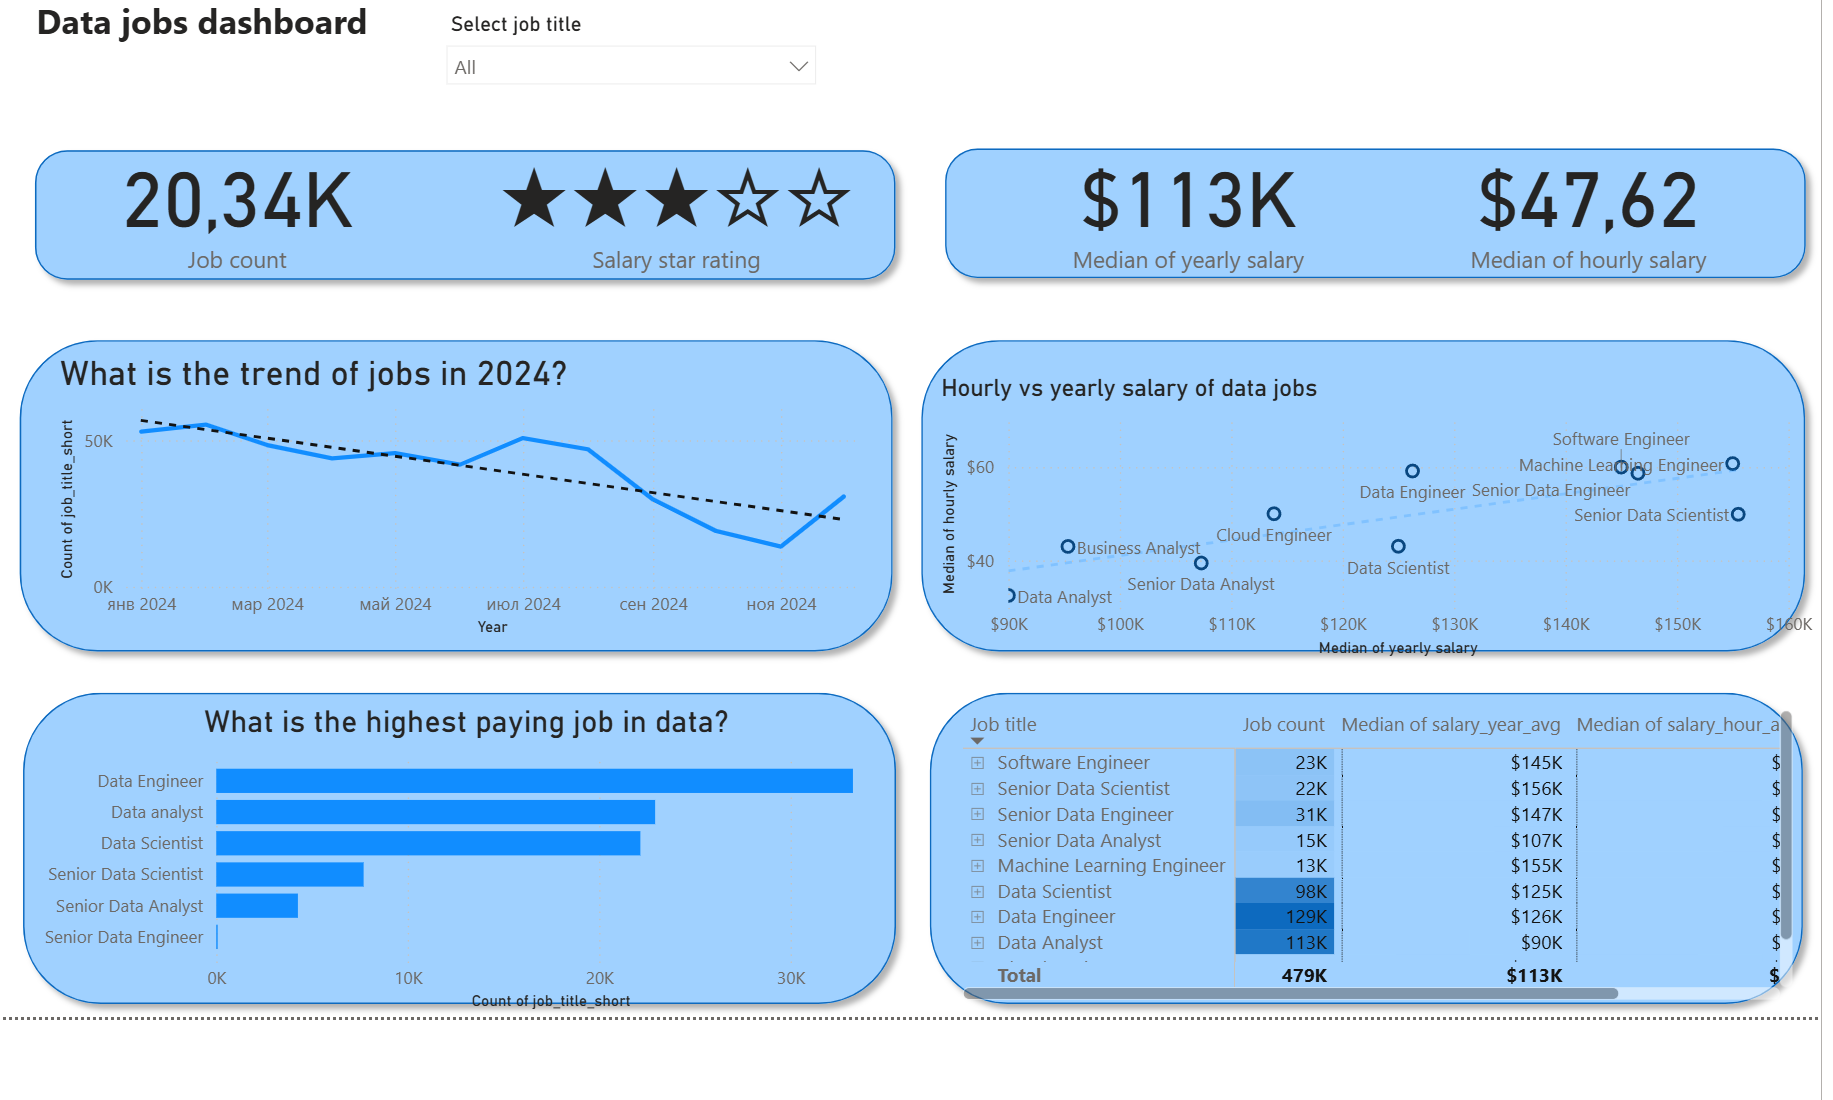 Data jobs dashboard
Select job title
All
20,34K
Job count
★★★☆☆
Salary star rating
$113K
Median of yearly salary
$47,62
Median of hourly salary
What is the trend of jobs in 2024?
Count of job_title_short
50K
0K
янв 2024 мар 2024 май 2024 июл 2024 сен 2024 ноя 2024
Year
Hourly vs yearly salary of data jobs
Median of hourly salary
$60
$40
Software Engineer
Machine Learning Engineer
Data Engineer
Senior Data Engineer
Senior Data Scientist
Cloud Engineer
Business Analyst
Data Scientist
Senior Data Analyst
Data Analyst
$90K $100K $110K $120K $130K $140K $150K $160K
Median of yearly salary
What is the highest paying job in data?
Data Engineer
Data analyst
Data Scientist
Senior Data Scientist
Senior Data Analyst
Senior Data Engineer
0K 10K 20K 30K
Count of job_title_short
Job title Job count Median of salary_year_avg Median of salary_hour_a
Software Engineer 23K $145K $
Senior Data Scientist 22K $156K $
Senior Data Engineer 31K $147K $
Senior Data Analyst 15K $107K $
Machine Learning Engineer 13K $155K $
Data Scientist 98K $125K $
Data Engineer 129K $126K $
Data Analyst 113K $90K $
Total 479K $113K $